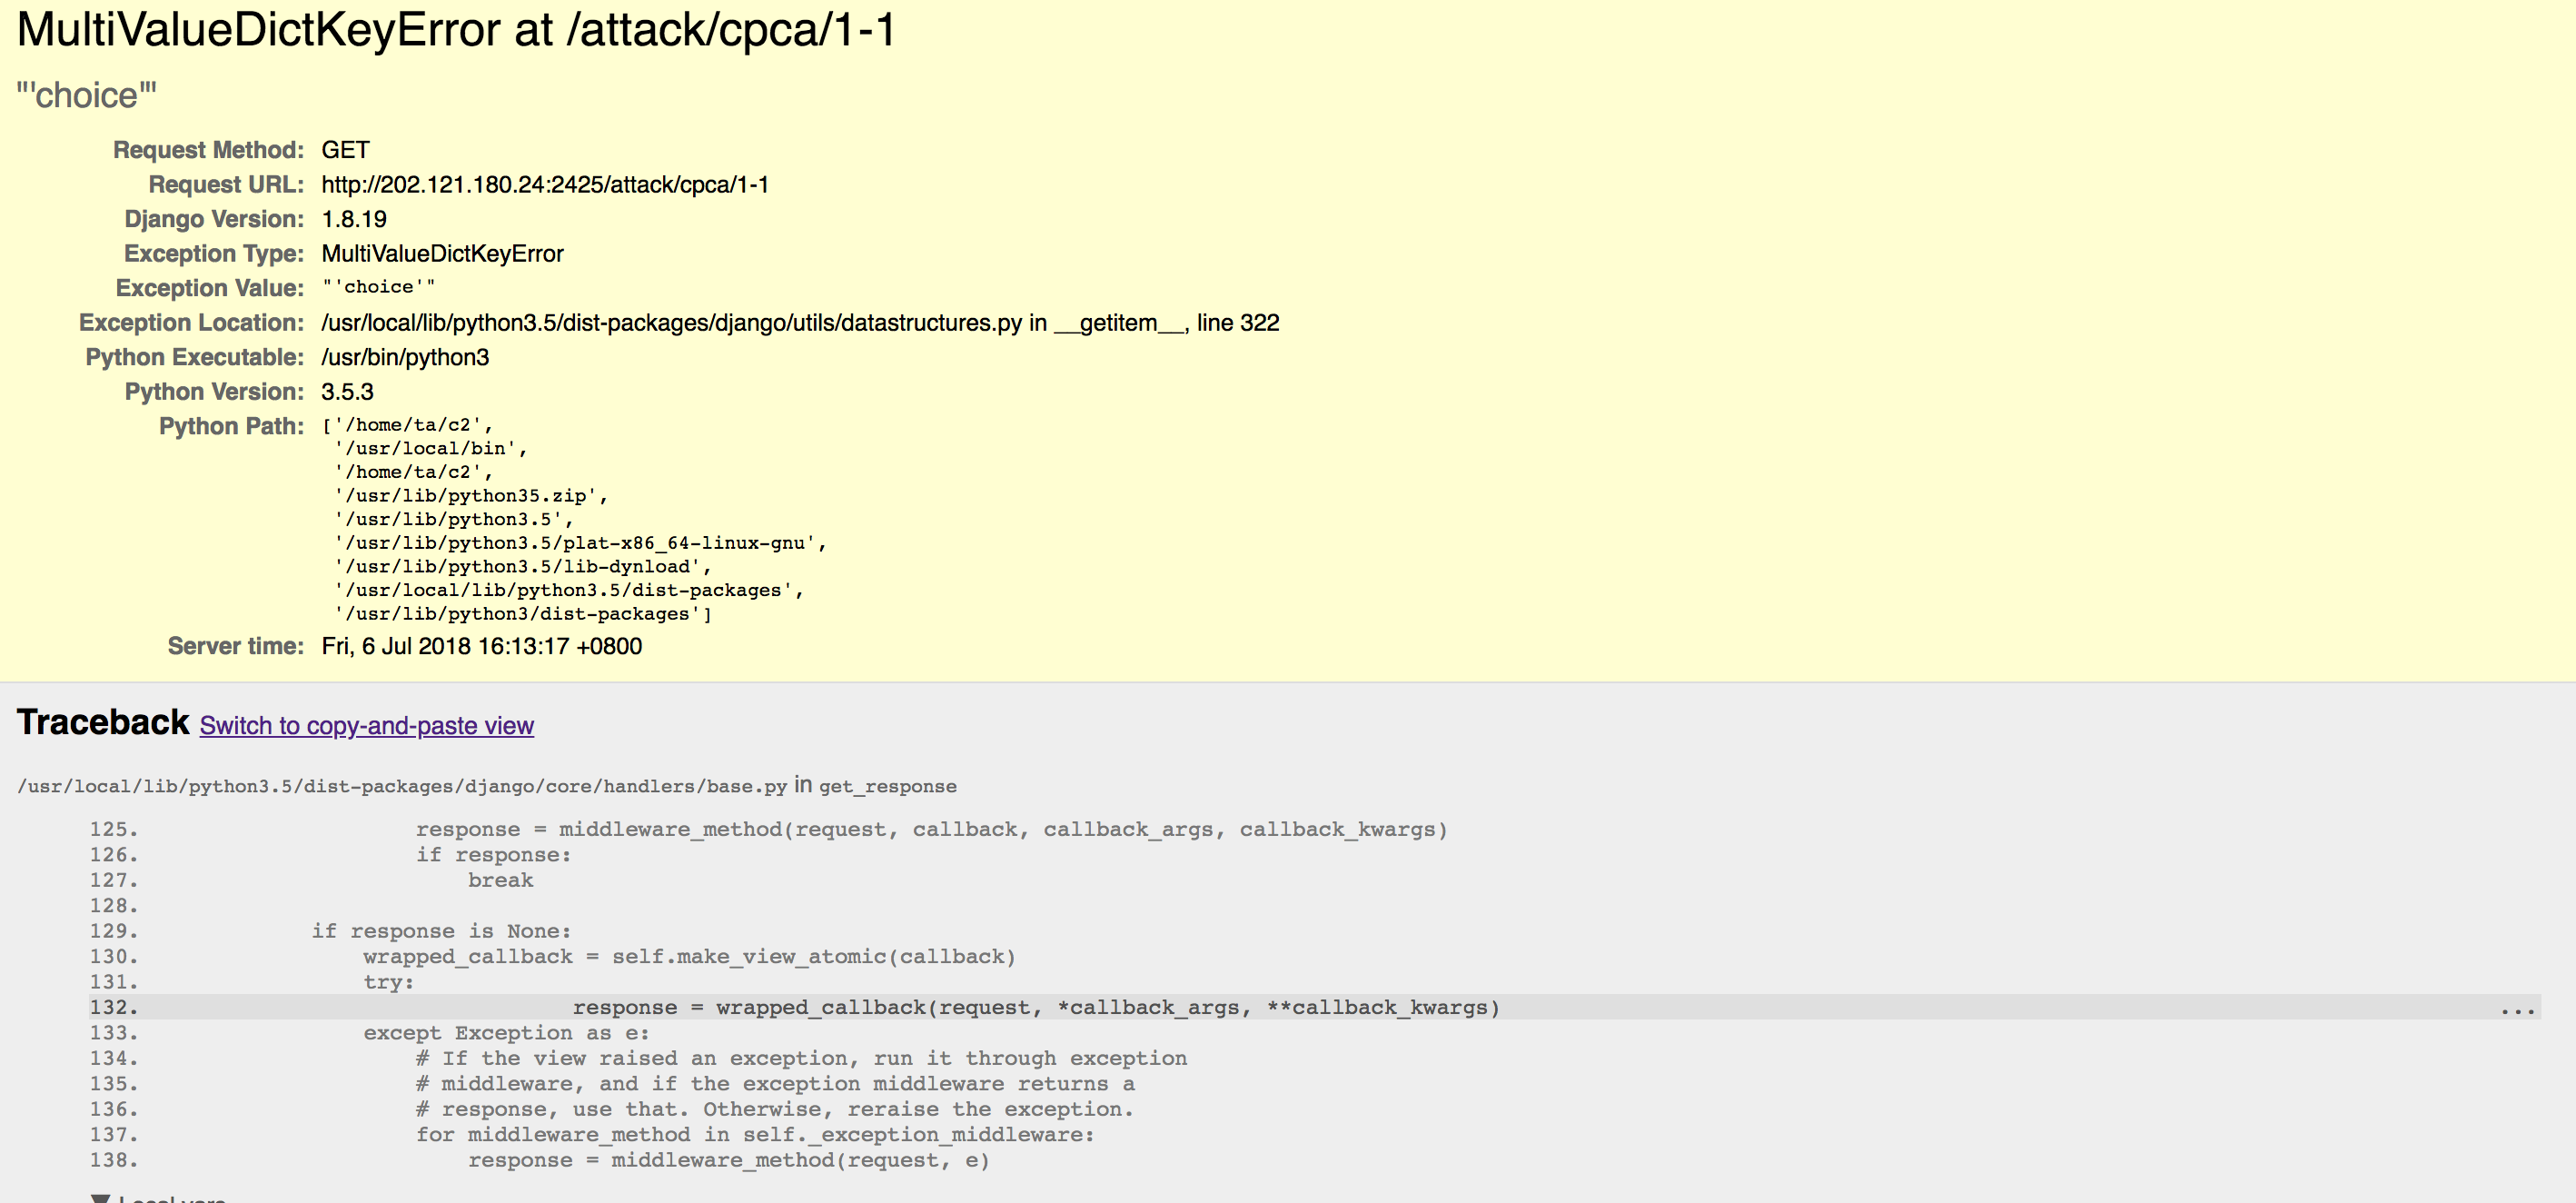 MultiValueDictKeyError at /attack/cpca/1-1
"'choice'"
Request Method: GET
Request URL: http://202.121.180.24:2425/attack/cpca/1-1
Django Version: 1.8.19
Exception Type: MultiValueDictKeyError
Exception Value: "'choice'"
Exception Location: /usr/local/lib/python3.5/dist-packages/django/utils/datastructures.py in __getitem__, line 322
Python Executable: /usr/bin/python3
Python Version: 3.5.3
Python Path: ['/home/ta/c2',
'/usr/local/bin',
'/home/ta/c2',
'/usr/lib/python35.zip',
'/usr/lib/python3.5',
'/usr/lib/python3.5/plat-x86_64-linux-gnu',
'/usr/lib/python3.5/lib-dynload',
'/usr/local/lib/python3.5/dist-packages',
'/usr/lib/python3/dist-packages']
Server time: Fri, 6 Jul 2018 16:13:17 +0800
Traceback Switch to copy-and-paste view
/usr/local/lib/python3.5/dist-packages/django/core/handlers/base.py in get_response
125. response = middleware_method(request, callback, callback_args, callback_kwargs)
126. if response:
127. break
128.
129. if response is None:
130. wrapped_callback = self.make_view_atomic(callback)
131. try:
132. response = wrapped_callback(request, *callback_args, **callback_kwargs) ...
133. except Exception as e:
134. # If the view raised an exception, run it through exception
135. # middleware, and if the exception middleware returns a
136. # response, use that. Otherwise, reraise the exception.
137. for middleware_method in self._exception_middleware:
138. response = middleware_method(request, e)